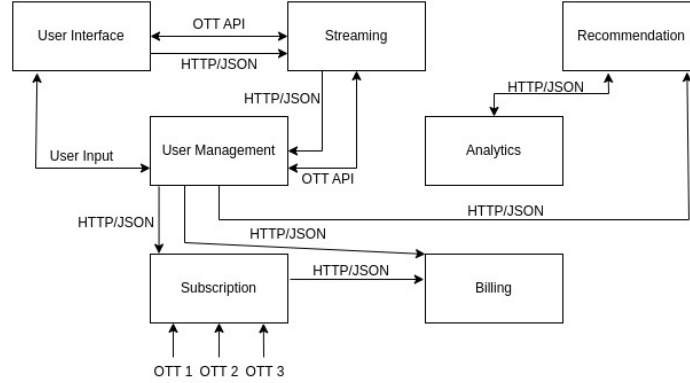 OTT API
User Interface
Streaming
Recommendation
HTTP/JSON
HTTP/JSON
HTTP/JSON
User Management
Analytics
User Input
OTT API
HTTP/JSON
HTTP/JSON
HTTP/JSON
HTTP/JSON
Subscription
Billing
OTT 1
OTT 2
OTT 3